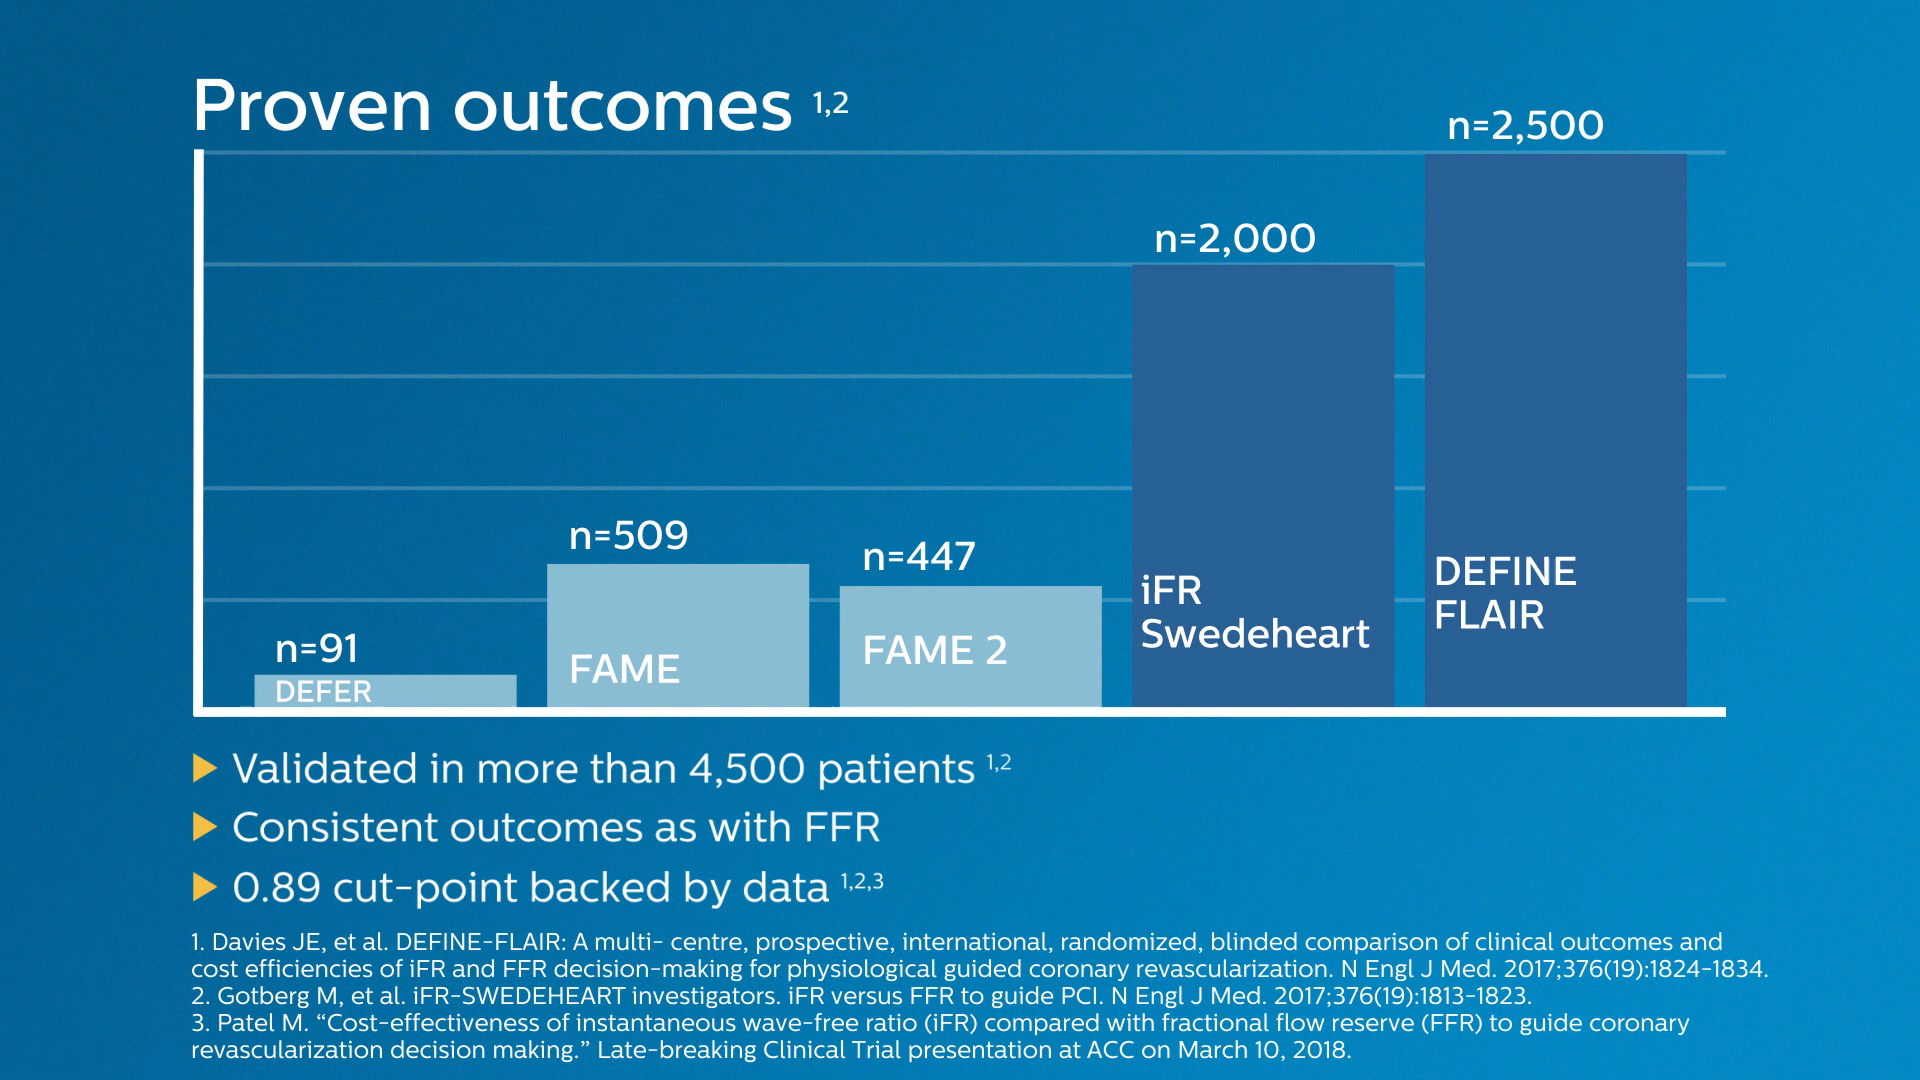 Proven outcomes 1,2
n=2,500
n=2,000
n=509
n=447
n=91
DEFER
FAME
FAME 2
iFR
Swedeheart
DEFINE
FLAIR
Validated in more than 4,500 patients 1,2
Consistent outcomes as with FFR
0.89 cut-point backed by data 1,2,3
1. Davies JE, et al. DEFINE-FLAIR: A multi- centre, prospective, international, randomized, blinded comparison of clinical outcomes and
cost efficiencies of iFR and FFR decision-making for physiological guided coronary revascularization. N Engl J Med. 2017;376(19):1824-1834.
2. Gotberg M, et al. iFR-SWEDEHEART investigators. iFR versus FFR to guide PCI. N Engl J Med. 2017;376(19):1813-1823.
3. Patel M. “Cost-effectiveness of instantaneous wave-free ratio (iFR) compared with fractional flow reserve (FFR) to guide coronary
revascularization decision making.” Late-breaking Clinical Trial presentation at ACC on March 10, 2018.